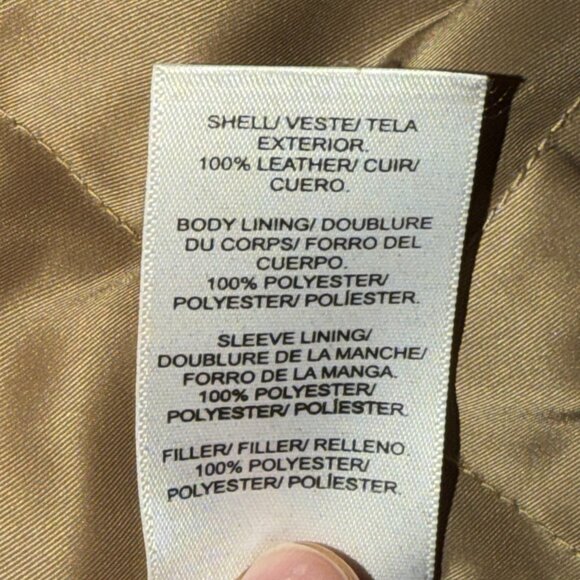 SHELL/ VESTE/ TELA
EXTERIOR.
100% LEATHER/ CUIR/
CUERO.
BODY LINING/ DOUBLURE
DU CORPS/ FORRO DEL
CUERPO.
100% POLYESTER/
POLYESTER/ POLÍESTER.
SLEEVE LINING/
DOUBLURE DE LA MANCHE/
FORRO DE LA MANGA.
100% POLYESTER/
POLYESTER/ POLÍESTER.
FILLER/ FILLER/ RELLENO.
100% POLYESTER/
POLYESTER/ POLÍESTER.